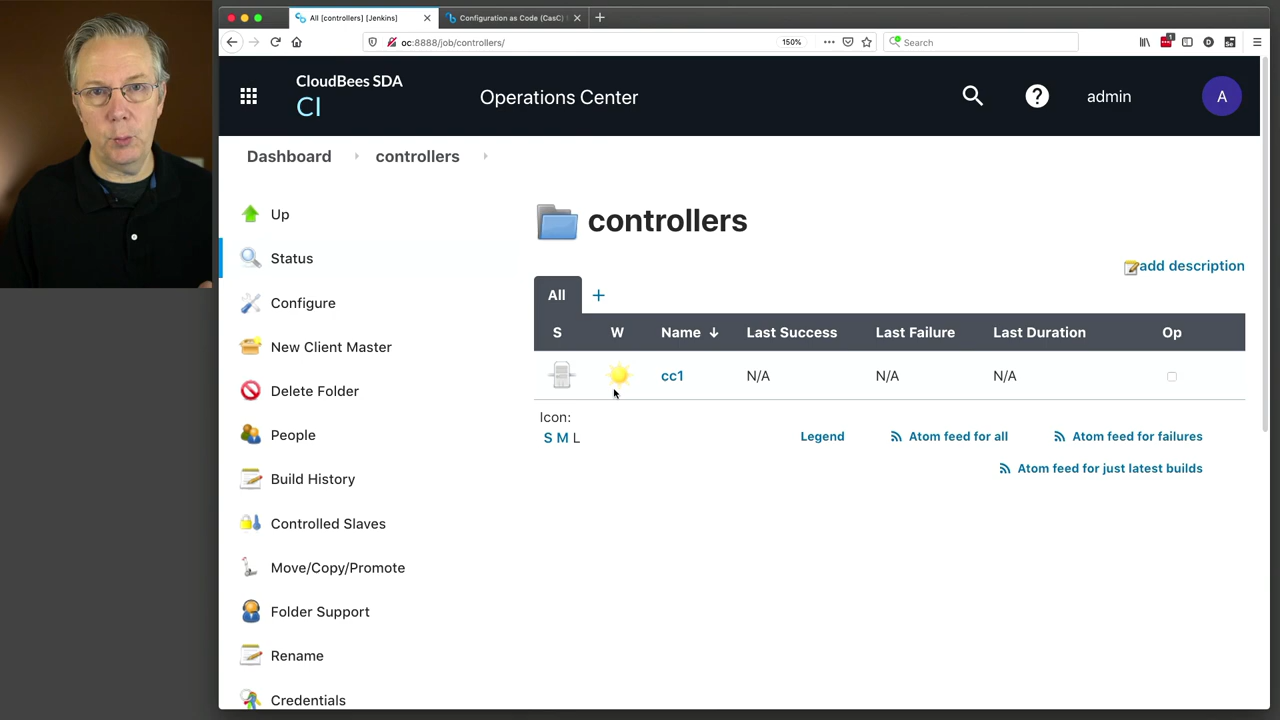 All [controllers] [Jenkins]
Configuration as Code (CasC)
oc:8888/job/controllers/
150%
Search
CloudBees SDA
CI
Operations Center
admin
A
Dashboard
controllers
Up
Status
Configure
New Client Master
Delete Folder
People
Build History
Controlled Slaves
Move/Copy/Promote
Folder Support
Rename
Credentials
controllers
add description
All +
S W Name ↓ Last Success Last Failure Last Duration Op
cc1 N/A N/A N/A
Icon:
S M L
Legend Atom feed for all Atom feed for failures
Atom feed for just latest builds